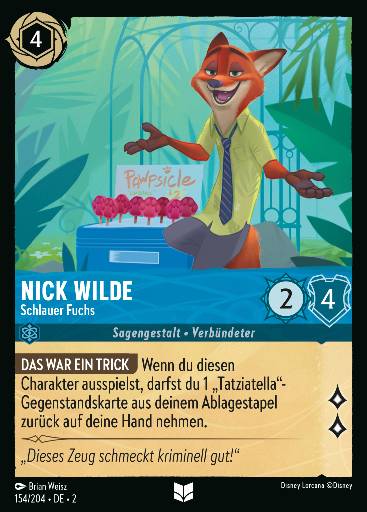 4
Pawpsicle
NICK WILDE
Schlauer Fuchs
2
4
Sagengestalt • Verbündeter
DAS WAR EIN TRICK Wenn du diesen
Charakter ausspielst, darfst du 1 „Tatziatella“-
Gegenstandskarte aus deinem Ablagestapel
zurück auf deine Hand nehmen.
„Dieses Zeug schmeckt kriminell gut!“
Brian Weisz
154/204 • DE • 2
Disney Lorcana ©Disney